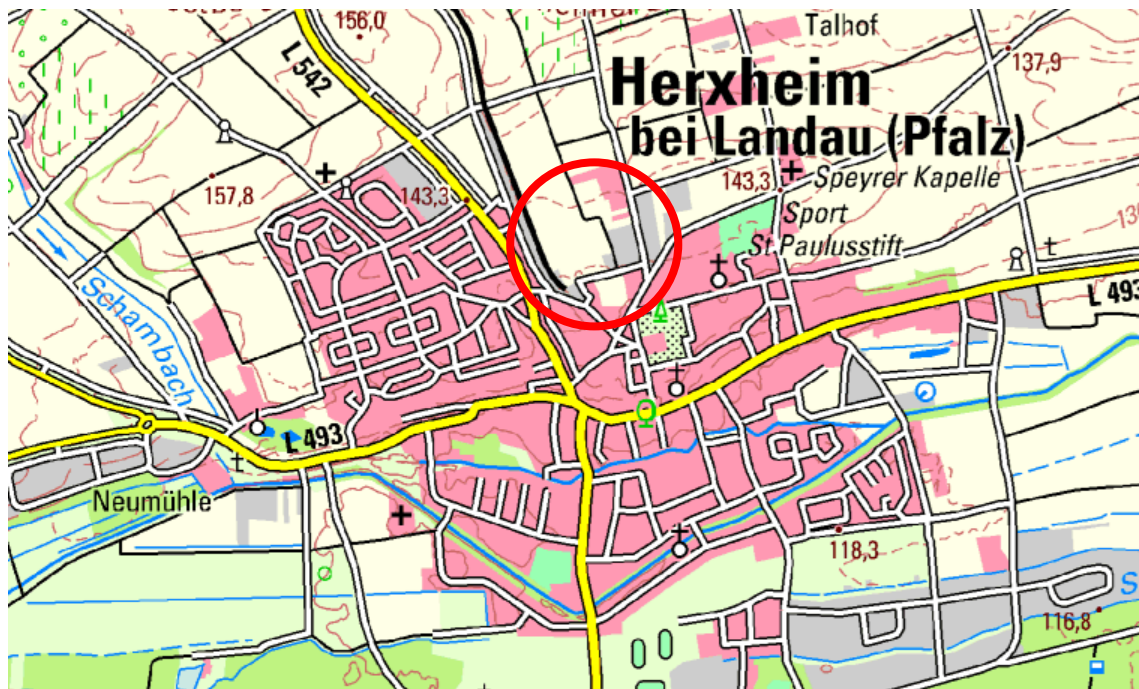 156,0
Talhof
137,9
L 542
Herxheim
bei Landau (Pfalz)
157,8
143,3
143,3
Speyrer Kapelle
Sport
St.Paulusstift
Schambach
L 493
L 493
Neumühle
118,3
S
116,8